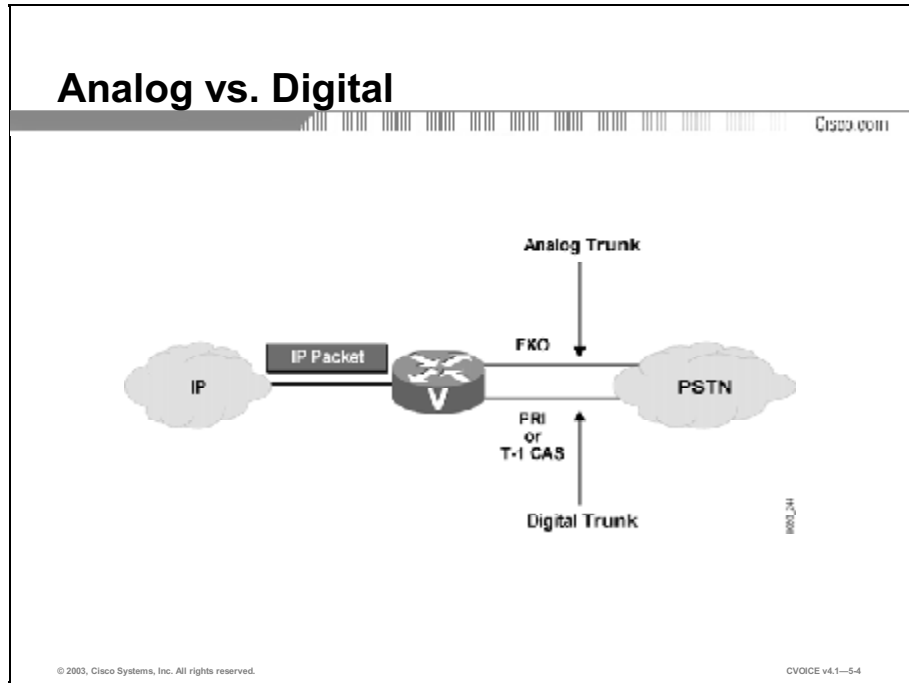 Analog vs. Digital
Cisco.com
Analog Trunk
IP Packet
FXO
IP
V
PSTN
PRI
or
T-1 CAS
Digital Trunk
© 2003, Cisco Systems, Inc. All rights reserved.
CVOICE v4.1—5-4